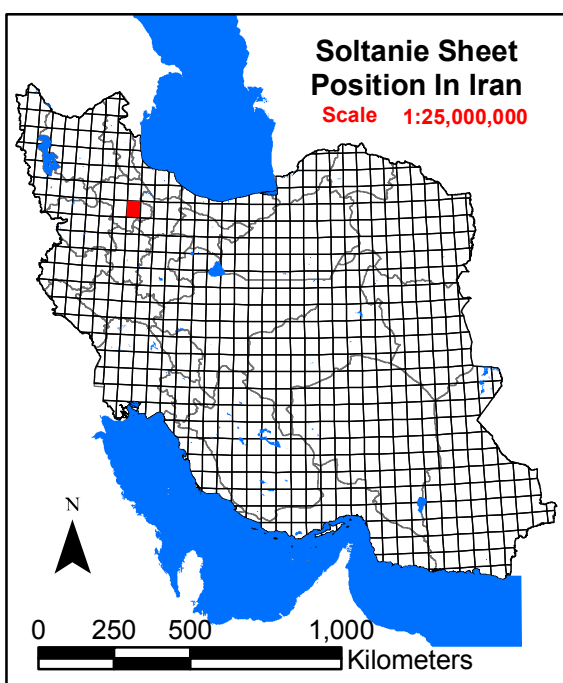 Soltanie Sheet
Position In Iran
Scale 1:25,000,000
N
0 250 500 1,000
Kilometers